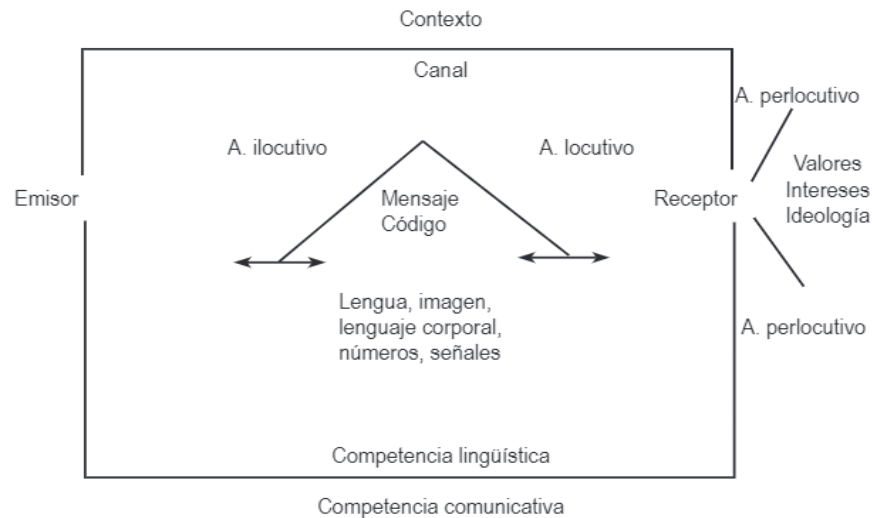 Contexto
Canal
A. perlocutivo
A. ilocutivo
A. locutivo
Valores
Intereses
Ideología
Emisor
Mensaje
Código
Receptor
Lengua, imagen,
lenguaje corporal,
números, señales
A. perlocutivo
Competencia lingüística
Competencia comunicativa